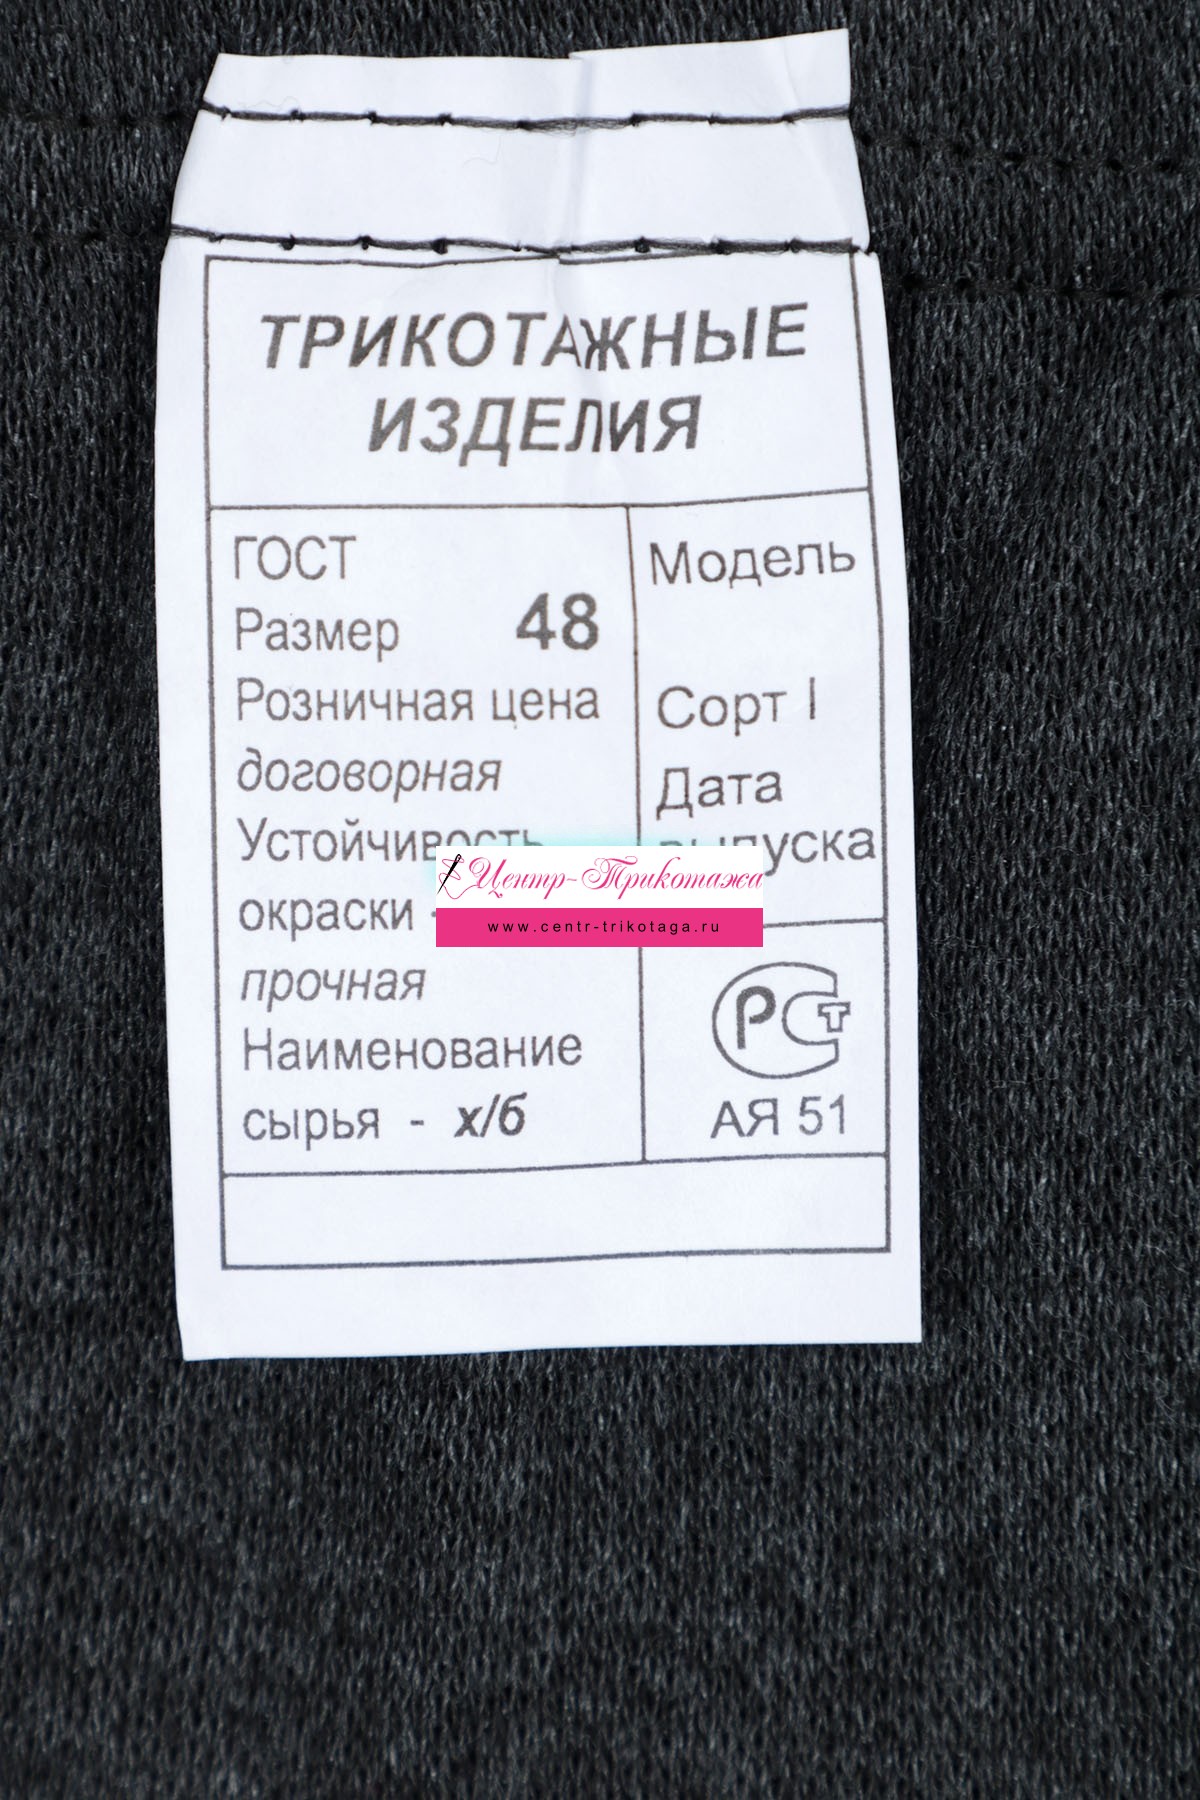 ТРИКОТАЖНЫЕ
ИЗДЕЛИЯ
ГОСТ
Размер 48
Розничная цена
договорная
Устойчивость
окраски -
прочная
Наименование
сырья - х/б
Модель
Сорт I
Дата
выпуска
РСТ
АЯ 51
Центр-Трикотажа
www.centr-trikotaga.ru